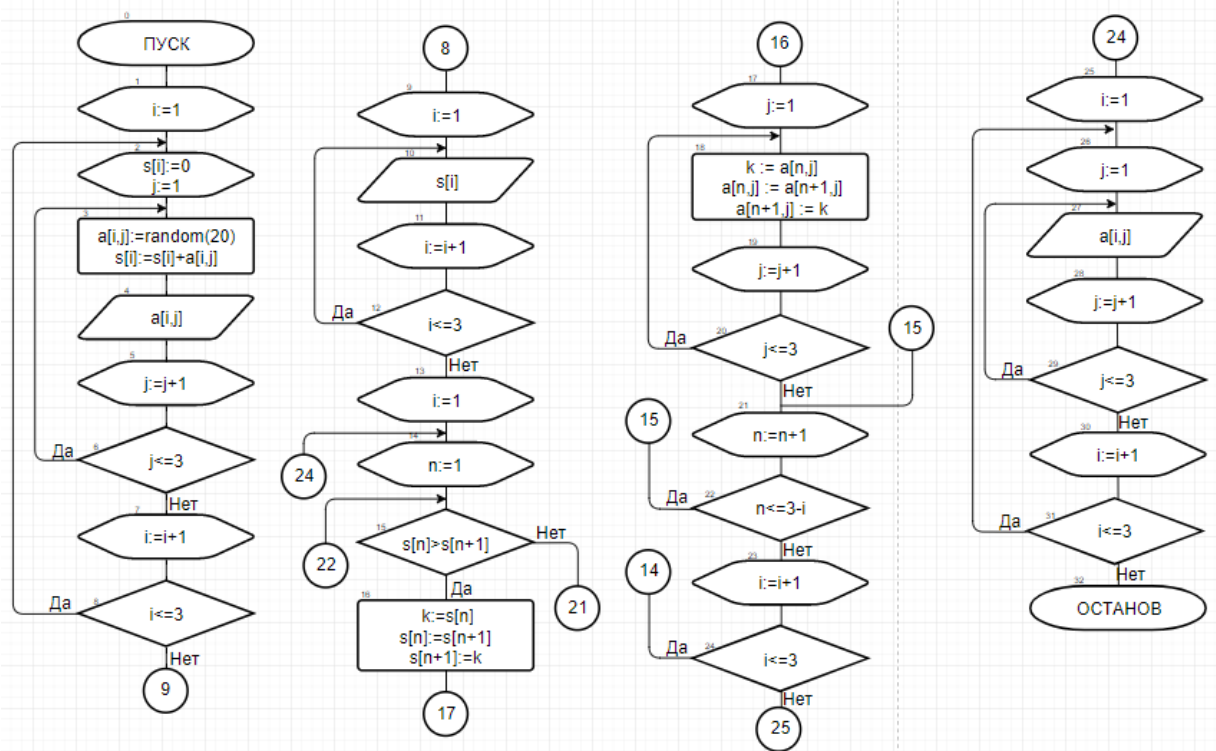 0
ПУСК
1
i:=1
2
s[i]:=0
j:=1
3
a[i,j]:=random(20)
s[i]:=s[i]+a[i,j]
4
a[i,j]
5
j:=j+1
6
Да
j<=3
Нет
7
i:=i+1
8
Да
i<=3
Нет
9
8
9
i:=1
10
s[i]
11
i:=i+1
12
Да
i<=3
Нет
13
i:=1
24
14
n:=1
22
15
s[n]>s[n+1]
Нет
21
Да
16
k:=s[n]
s[n]:=s[n+1]
s[n+1]:=k
17
16
17
j:=1
18
k := a[n,j]
a[n,j] := a[n+1,j]
a[n+1,j] := k
19
j:=j+1
20
Да
j<=3
Нет
15
21
n:=n+1
15
22
Да
n<=3-i
Нет
23
i:=i+1
14
24
Да
i<=3
Нет
25
24
25
i:=1
26
j:=1
27
a[i,j]
28
j:=j+1
29
Да
j<=3
Нет
30
i:=i+1
31
Да
i<=3
Нет
32
ОСТАНОВ